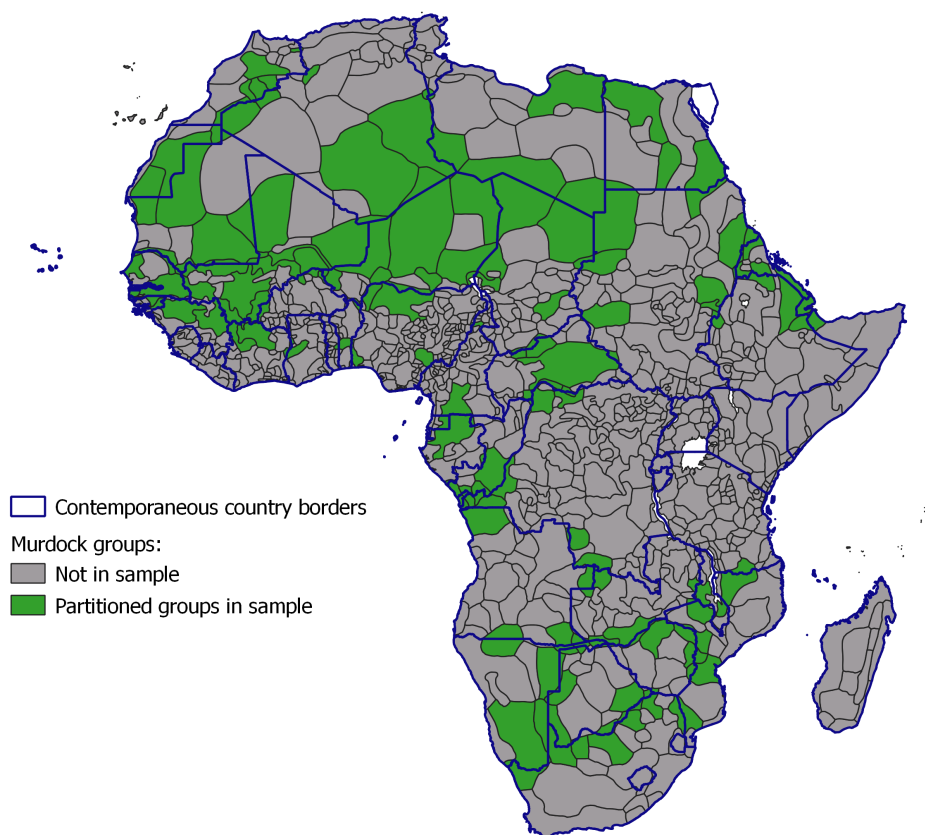 Contemporaneous country borders
Murdock groups:
Not in sample
Partitioned groups in sample